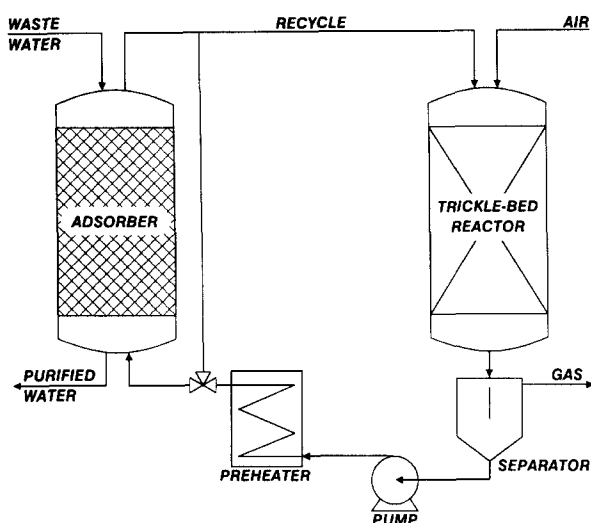 WASTE
WATER
RECYCLE
AIR
ADSORBER
TRICKLE-BED
REACTOR
PURIFIED
WATER
GAS
PREHEATER
SEPARATOR
PUMP